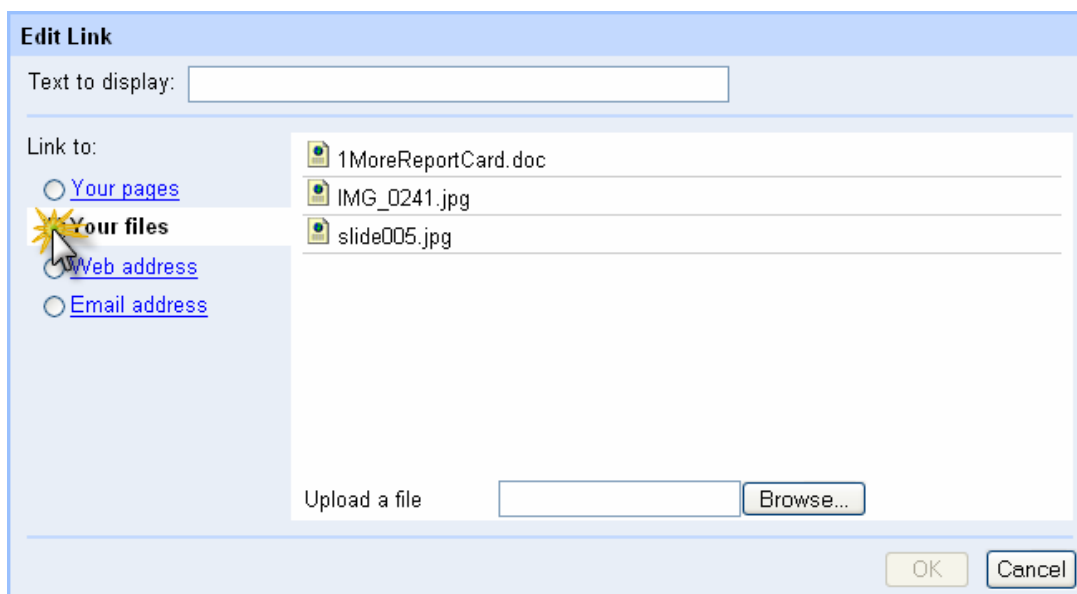 Edit Link
Text to display:
Link to:
Your pages
Your files
Web address
Email address
1MoreReportCard.doc
IMG_0241.jpg
slide005.jpg
Upload a file
Browse...
OK
Cancel